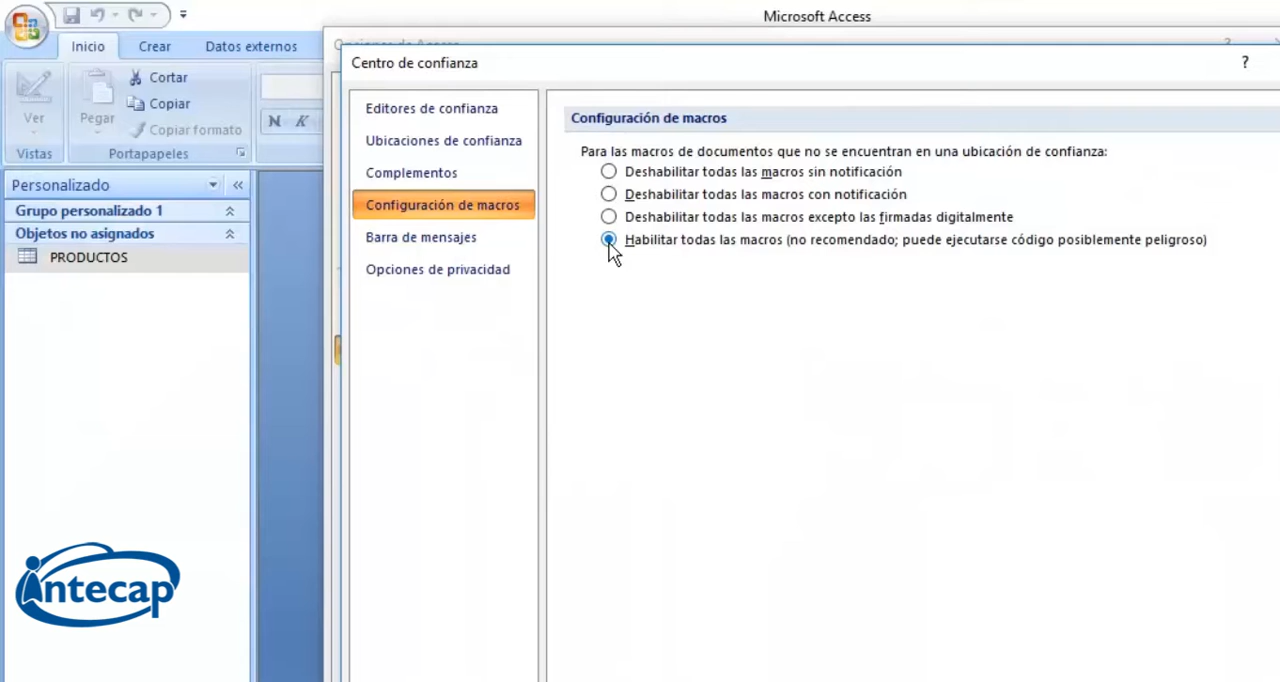 Microsoft Access
Inicio Crear Datos externos
Ver
Vistas
Pegar
Cortar
Copiar
Copiar formato
Portapapeles
N K
Personalizado
Grupo personalizado 1
Objetos no asignados
PRODUCTOS
intecap
Centro de confianza ?
Editores de confianza
Ubicaciones de confianza
Complementos
Configuración de macros
Barra de mensajes
Opciones de privacidad
Configuración de macros
Para las macros de documentos que no se encuentran en una ubicación de confianza:
Deshabilitar todas las macros sin notificación
Deshabilitar todas las macros con notificación
Deshabilitar todas las macros excepto las firmadas digitalmente
Habilitar todas las macros (no recomendado; puede ejecutarse código posiblemente peligroso)